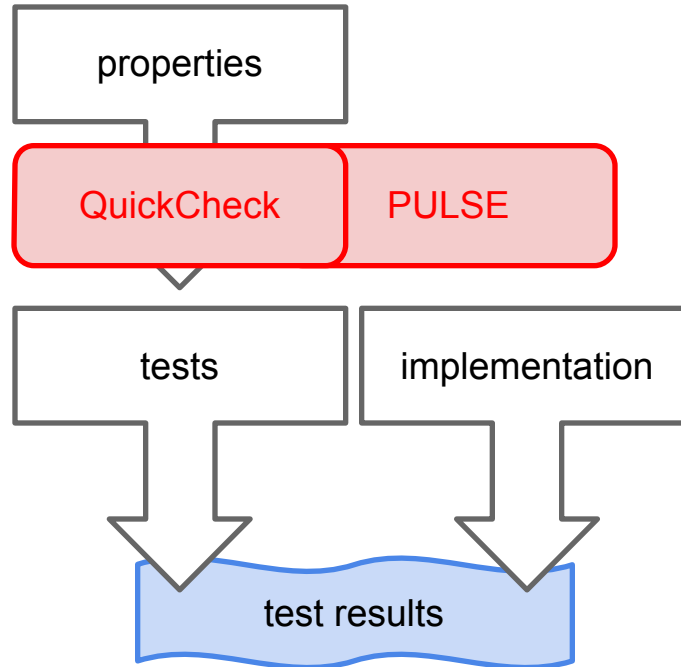 properties
QuickCheck
PULSE
tests
implementation
test results